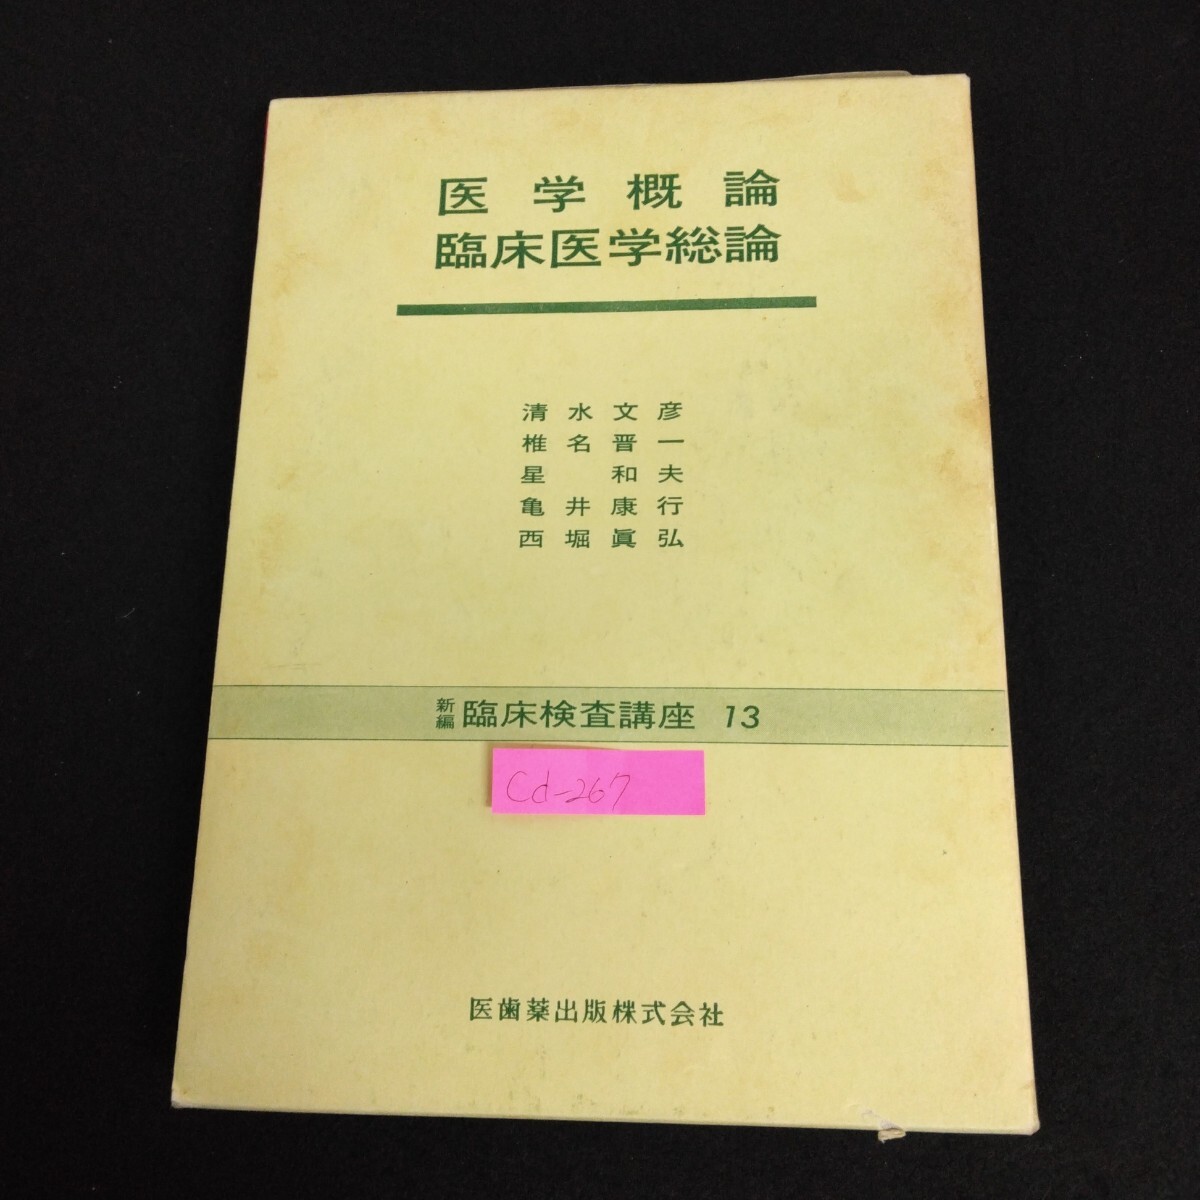 医学概論
臨床医学総論
清水文彦
椎名晋一
星 和夫
亀井康行
西堀眞弘
新編 臨床検査講座 13
Cd-267
医歯薬出版株式会社